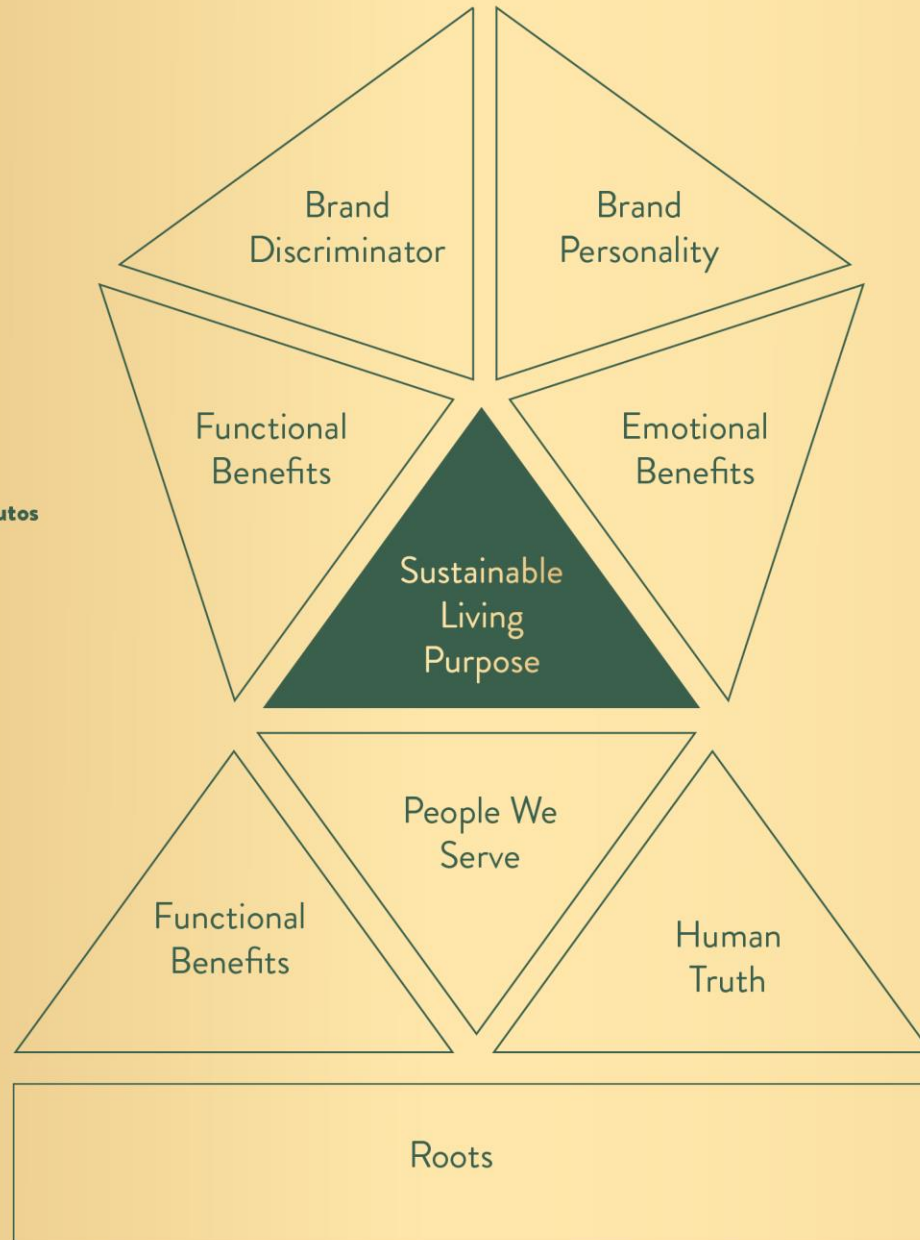 Brand
Discriminator
Brand
Personality
Functional
Benefits
Emotional
Benefits
utos
Sustainable
Living
Purpose
People We
Serve
Functional
Benefits
Human
Truth
Roots